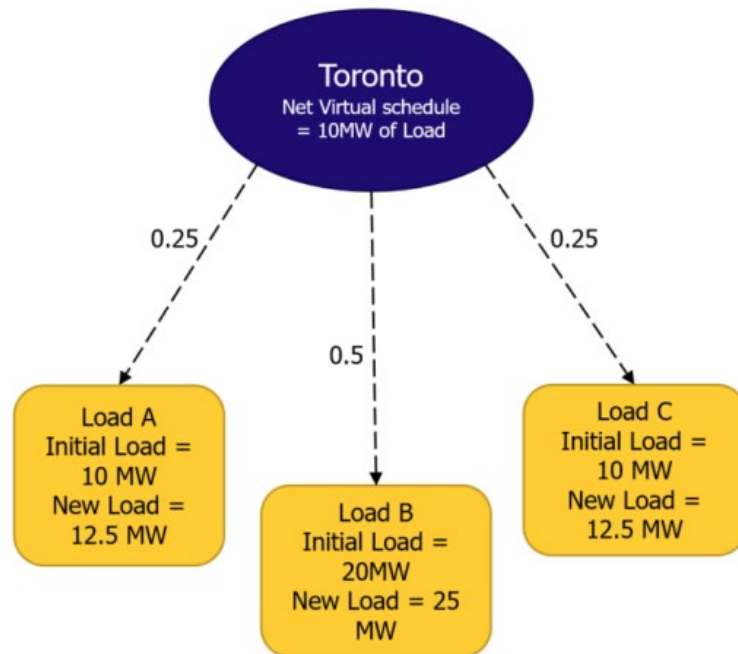 Toronto
Net Virtual schedule
= 10MW of Load
0.25
0.25
0.5
Load A
Initial Load =
10 MW
New Load =
12.5 MW
Load B
Initial Load =
20MW
New Load = 25
MW
Load C
Initial Load =
10 MW
New Load =
12.5 MW